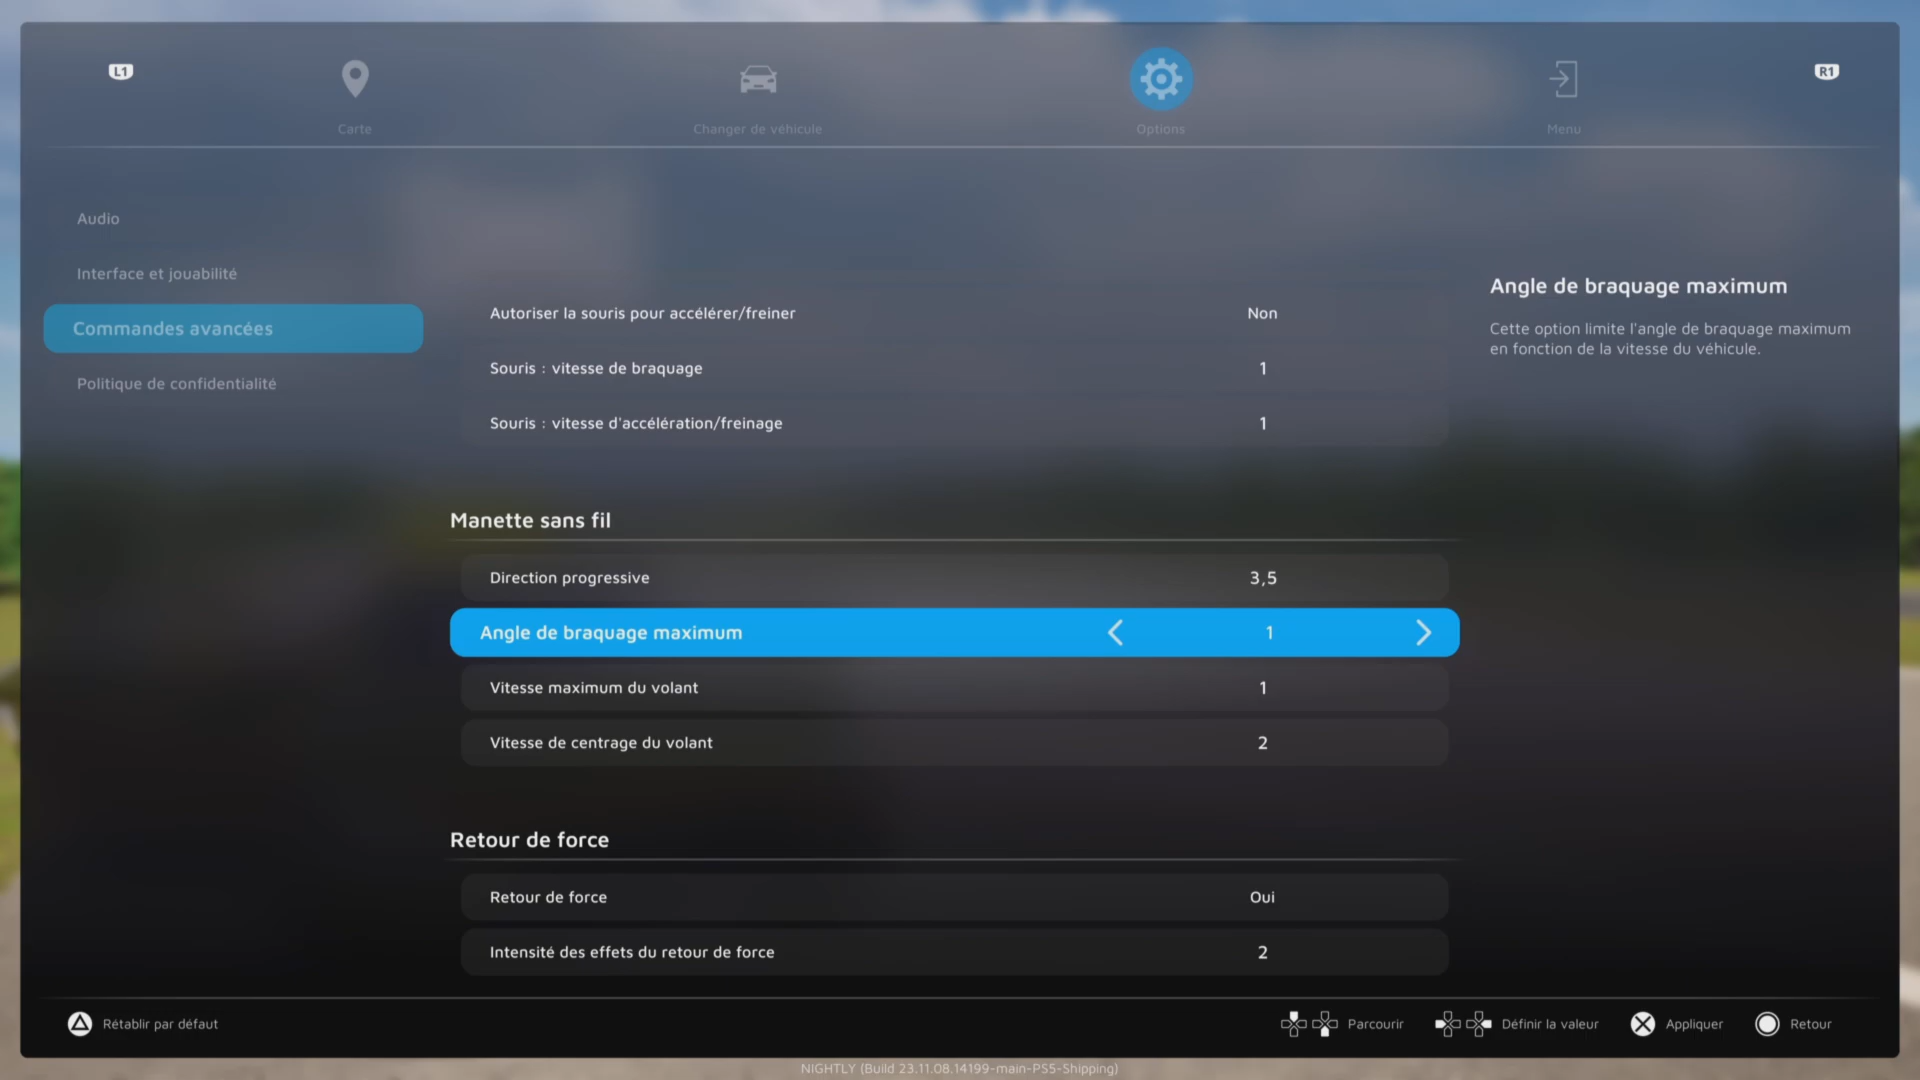 L1
R1
Carte
Changer de véhicule
Options
Menu
Audio
Interface et jouabilité
Commandes avancées
Politique de confidentialité
Autoriser la souris pour accélérer/freiner Non
Souris : vitesse de braquage 1
Souris : vitesse d'accélération/freinage 1
Manette sans fil
Direction progressive 3,5
Angle de braquage maximum 1
Vitesse maximum du volant 1
Vitesse de centrage du volant 2
Retour de force
Retour de force Oui
Intensité des effets du retour de force 2
Angle de braquage maximum
Cette option limite l'angle de braquage maximum
en fonction de la vitesse du véhicule.
Rétablir par défaut
Parcourir
Définir la valeur
Appliquer
Retour
NIGHTLY (Build 23.11.08.14199-main-PS5-Shipping)